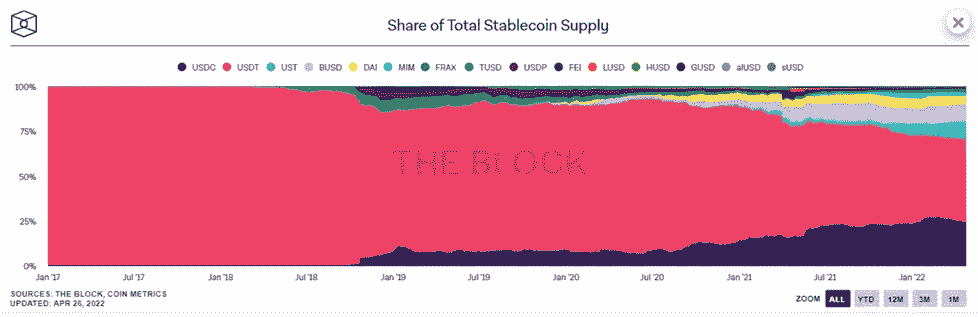 Share of Total Stablecoin Supply
USDC USDT UST BUSD DAI MIM FRAX TUSD USDP FEI LUSD HUSD GUSD alUSD sUSD
100%
75%
THE BLOCK
50%
25%
0%
Jan '17 Jul '17 Jan '18 Jul '18 Jan '19 Jul '19 Jan '20 Jul '20 Jan '21 Jul '21 Jan '22
SOURCES: THE BLOCK, COIN METRICS
UPDATED: APR 26, 2022
ZOOM ALL YTD 12M 3M 1M